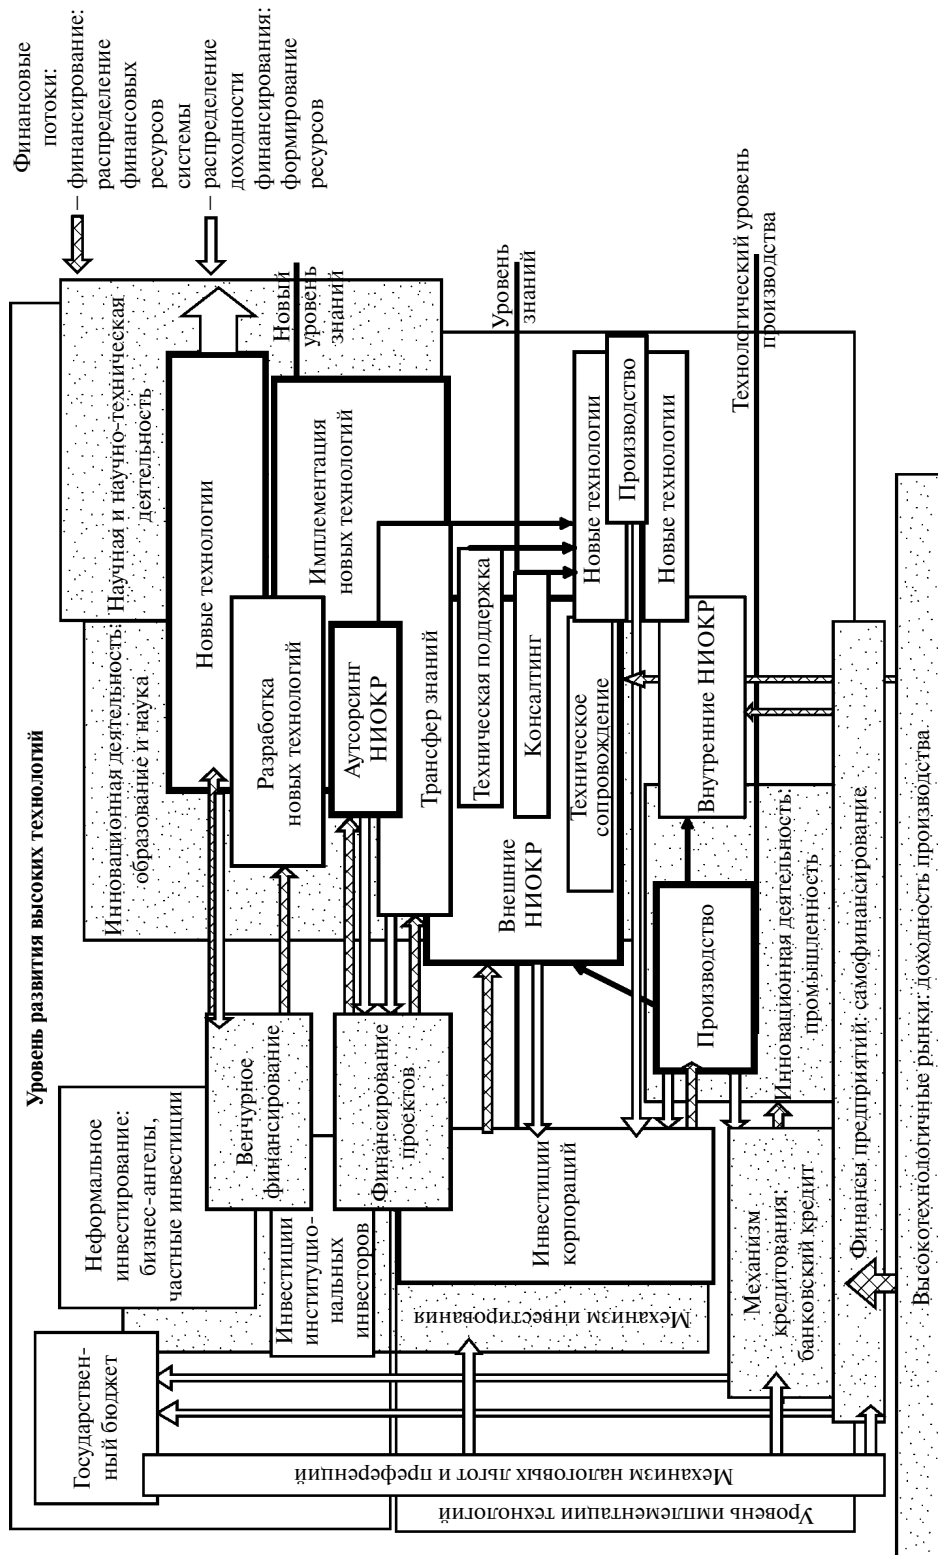 Финансовые
потоки:
– финансирование:
распределение
финансовых
ресурсов
системы
– распределение
доходности
финансирования:
формирование
ресурсов
Уровень развития высоких технологий
Государствен-
ный бюджет
Неформальное
инвестирование:
бизнес-ангелы,
частные инвестиции
Инновационная деятельность:
образование и наука
Научная и научно-техническая
деятельность
Новые технологии
Венчурное
финансирование
Разработка
новых технологий
Имплементация
новых технологий
Новый
уровень
знаний
Инвестиции
институцио-
нальных
инвесторов
Финансирование
проектов
Аутсорсинг
НИОКР
Трансфер знаний
Механизм инвестирования
Техническая поддержка
Уровень
знаний
Консалтинг
Внешние
НИОКР
Инвестиции
корпораций
Техническое
сопровождение
Новые технологии
Производство
Новые технологии
Производство
Внутренние НИОКР
Технологический уровень
производства
Механизм
кредитования:
банковский кредит
Инновационная деятельность:
промышленность
Механизм налоговых льгот и преференций
Уровень имплементации технологий
Финансы предприятий: самофинансирование
Высокотехнологичные рынки: доходность производства